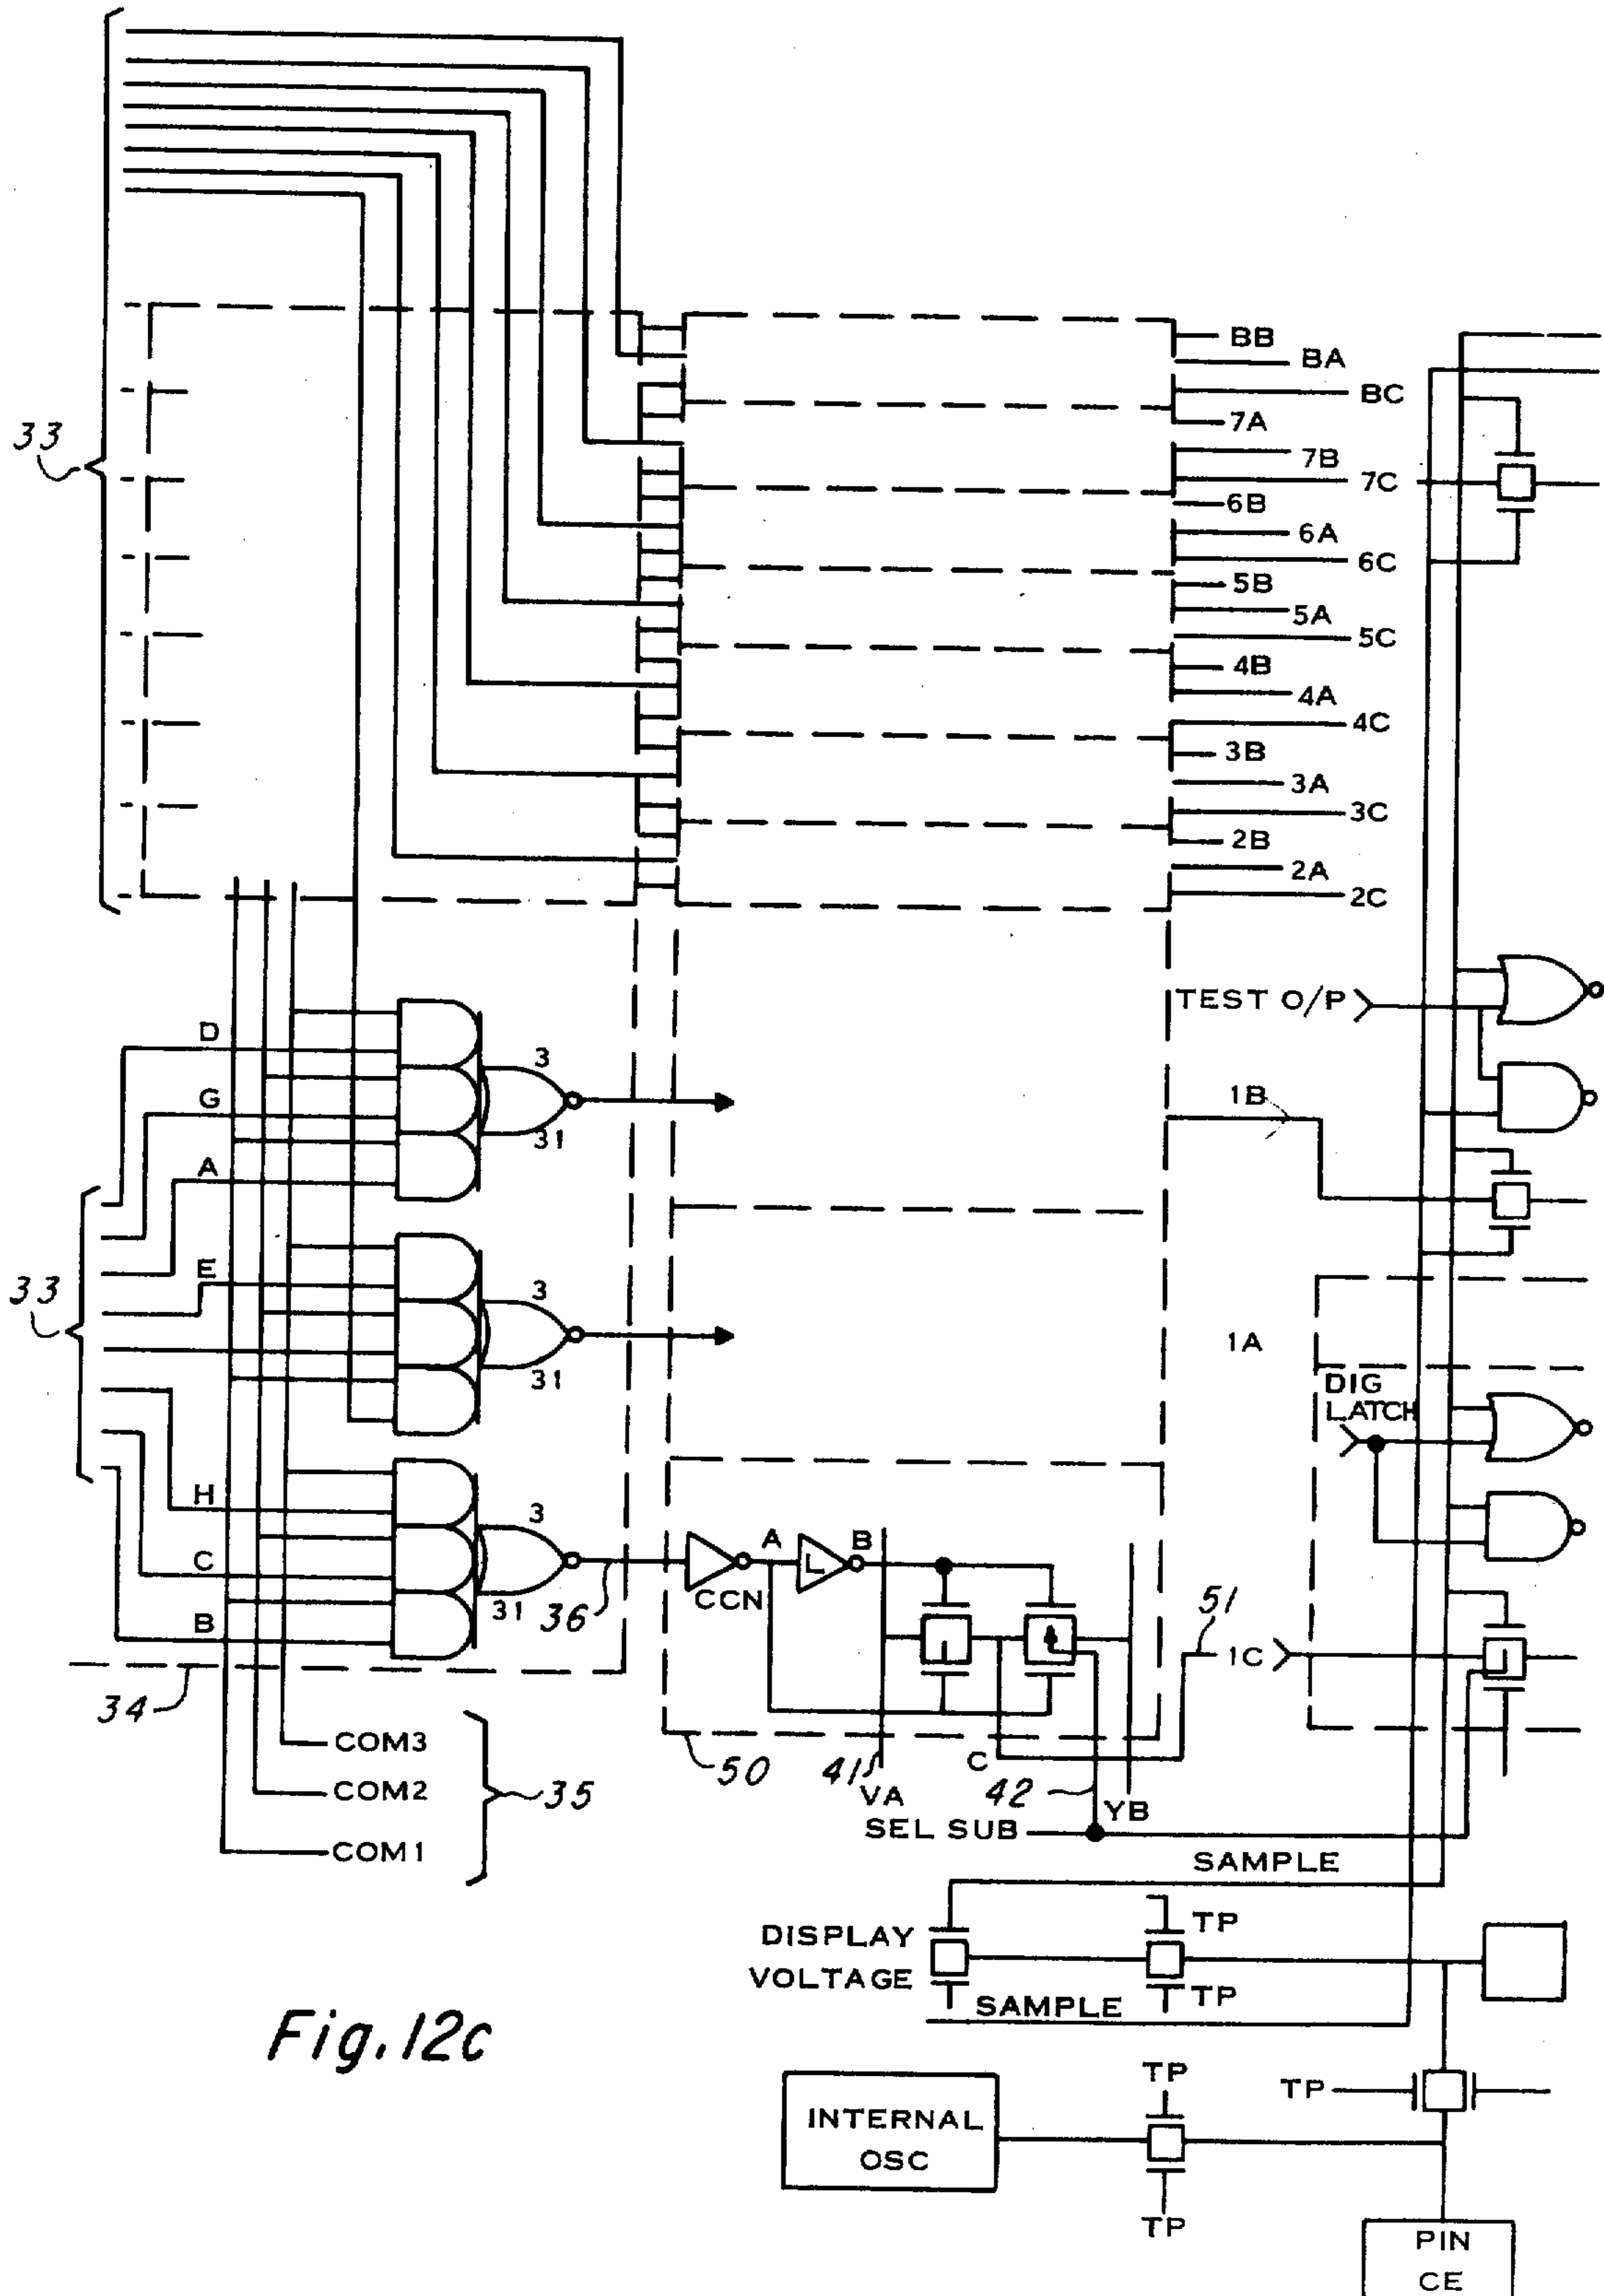 BB
BA
BC
33
7A
7B
7C
6B
6A
6C
5B
5A
5C
4B
4A
4C
3B
3A
3C
2B
2A
2C
TEST O/P
D
3
G
1B
31
A
E
3
33
1A
31
DIG
LATCH
H
3
A
B
C
CCN
L
51
31
36
B
1C
34
COM3
50
41
C
42
35
COM2
VA
YB
SEL SUB
COM1
SAMPLE
TP
DISPLAY
VOLTAGE
TP
SAMPLE
Fig. 12c
TP
TP
INTERNAL
OSC
TP
PIN
CE